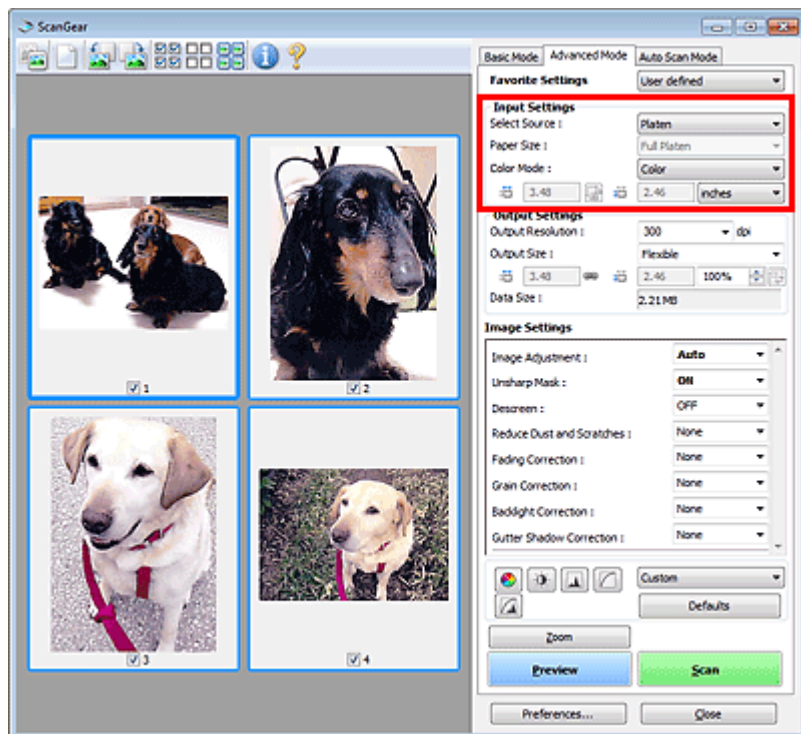 ScanGear
Basic Mode Advanced Mode Auto Scan Mode
Favorite Settings User defined
Input Settings
Select Source : Platen
Paper Size : Full Platen
Color Mode : Color
3.48 2.46 inches
Output Settings
Output Resolution : 300 dpi
Output Size : Flexible
3.48 2.46 100%
Data Size : 2.21MB
Image Settings
Image Adjustment : Auto
Unsharp Mask : ON
Descreen : OFF
Reduce Dust and Scratches : None
Fading Correction : None
Grain Correction : None
Backlight Correction : None
Gutter Shadow Correction : None
Custom
Defaults
Zoom
Preview Scan
Preferences... Close
1 2
3 4